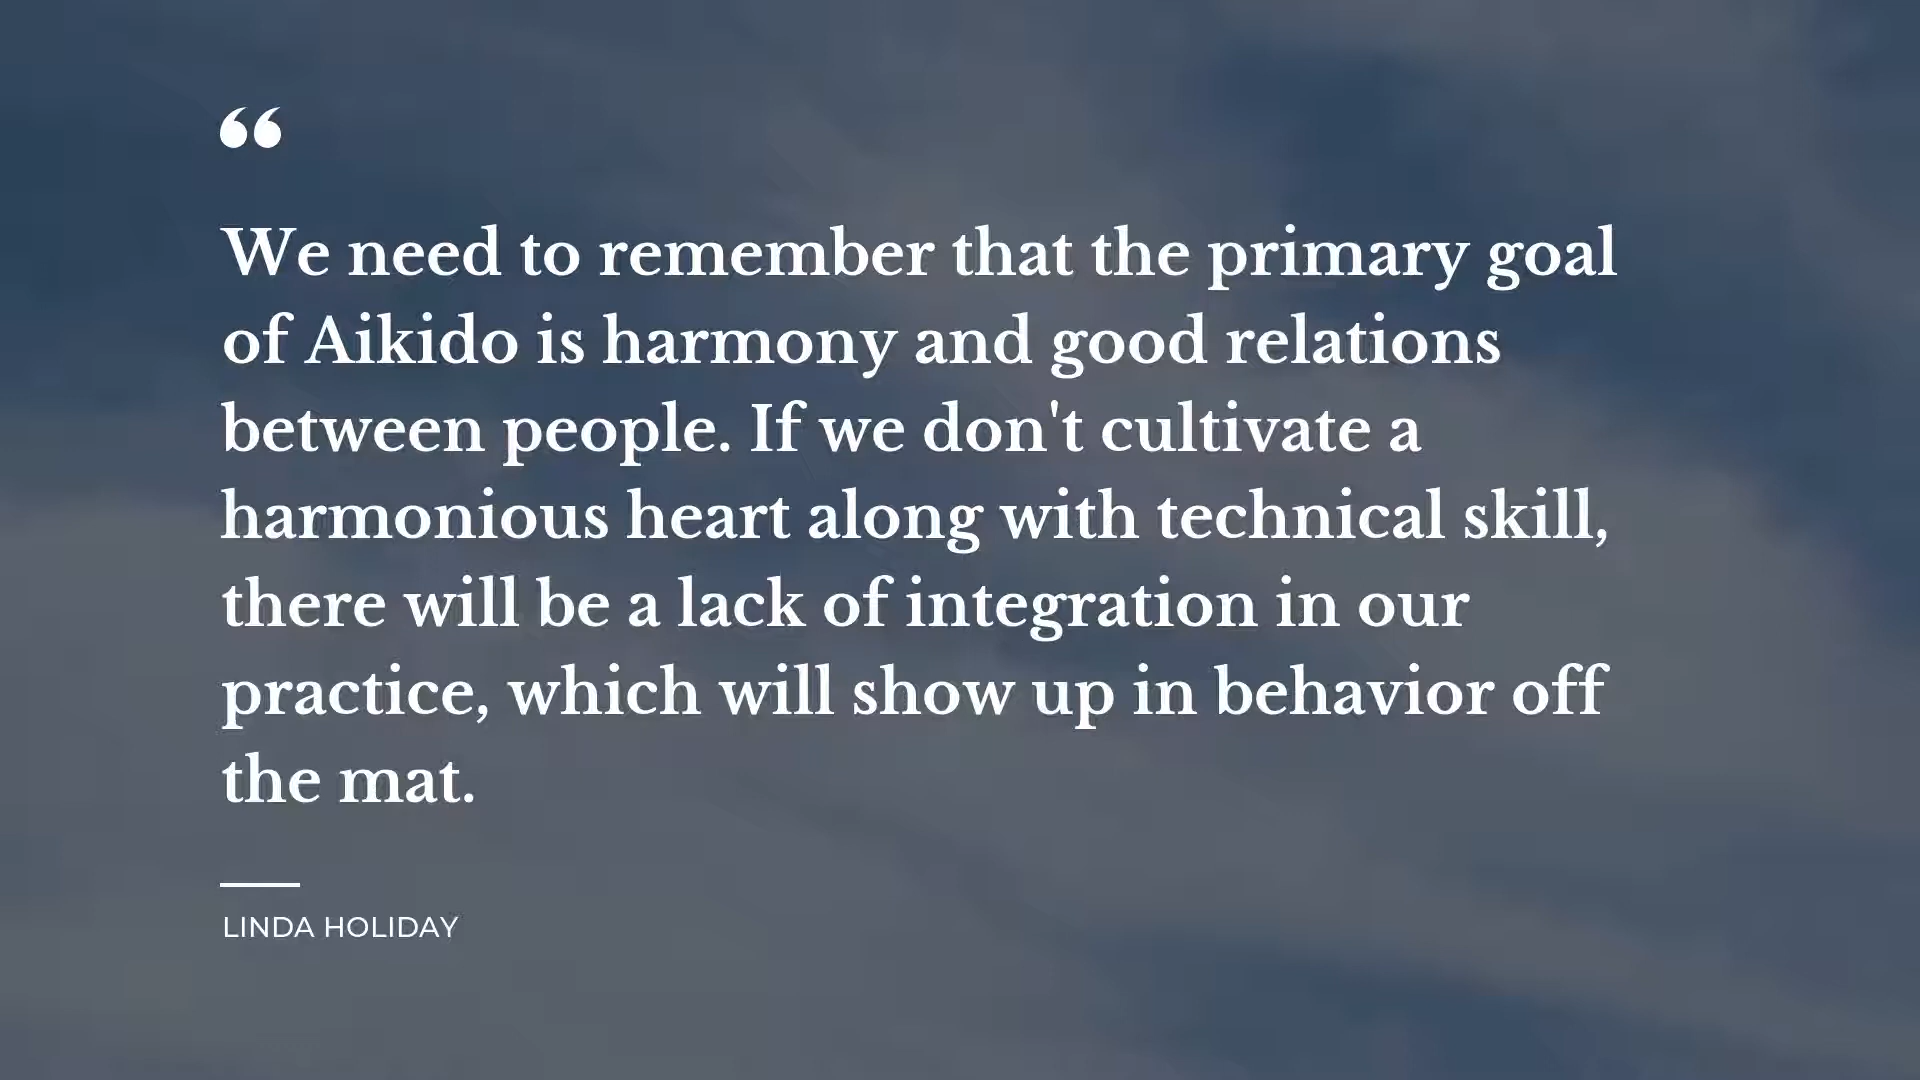 “
We need to remember that the primary goal
of Aikido is harmony and good relations
between people. If we don't cultivate a
harmonious heart along with technical skill,
there will be a lack of integration in our
practice, which will show up in behavior off
the mat.
LINDA HOLIDAY